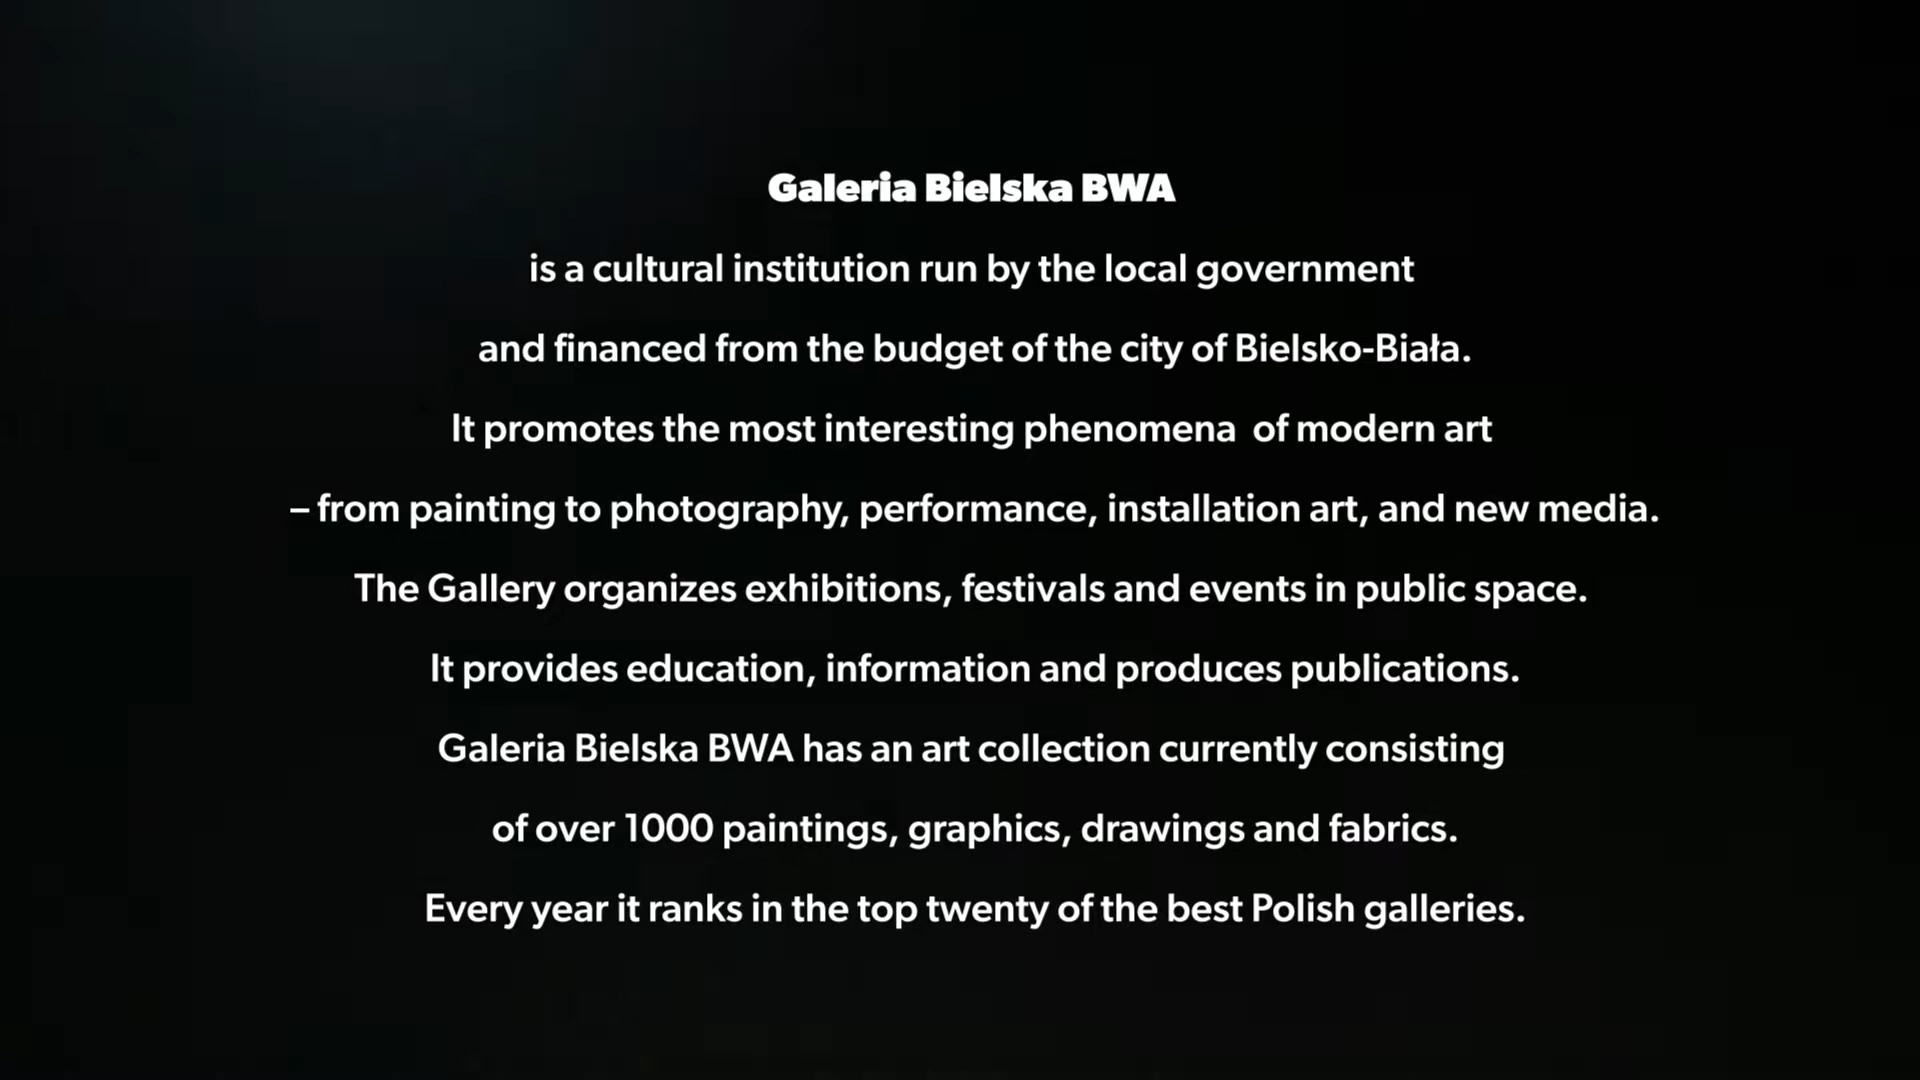 Galeria Bielska BWA
is a cultural institution run by the local government
and financed from the budget of the city of Bielsko-Biała.
It promotes the most interesting phenomena  of modern art
– from painting to photography, performance, installation art, and new media.
The Gallery organizes exhibitions, festivals and events in public space.
It provides education, information and produces publications.
Galeria Bielska BWA has an art collection currently consisting
of over 1000 paintings, graphics, drawings and fabrics.
Every year it ranks in the top twenty of the best Polish galleries.